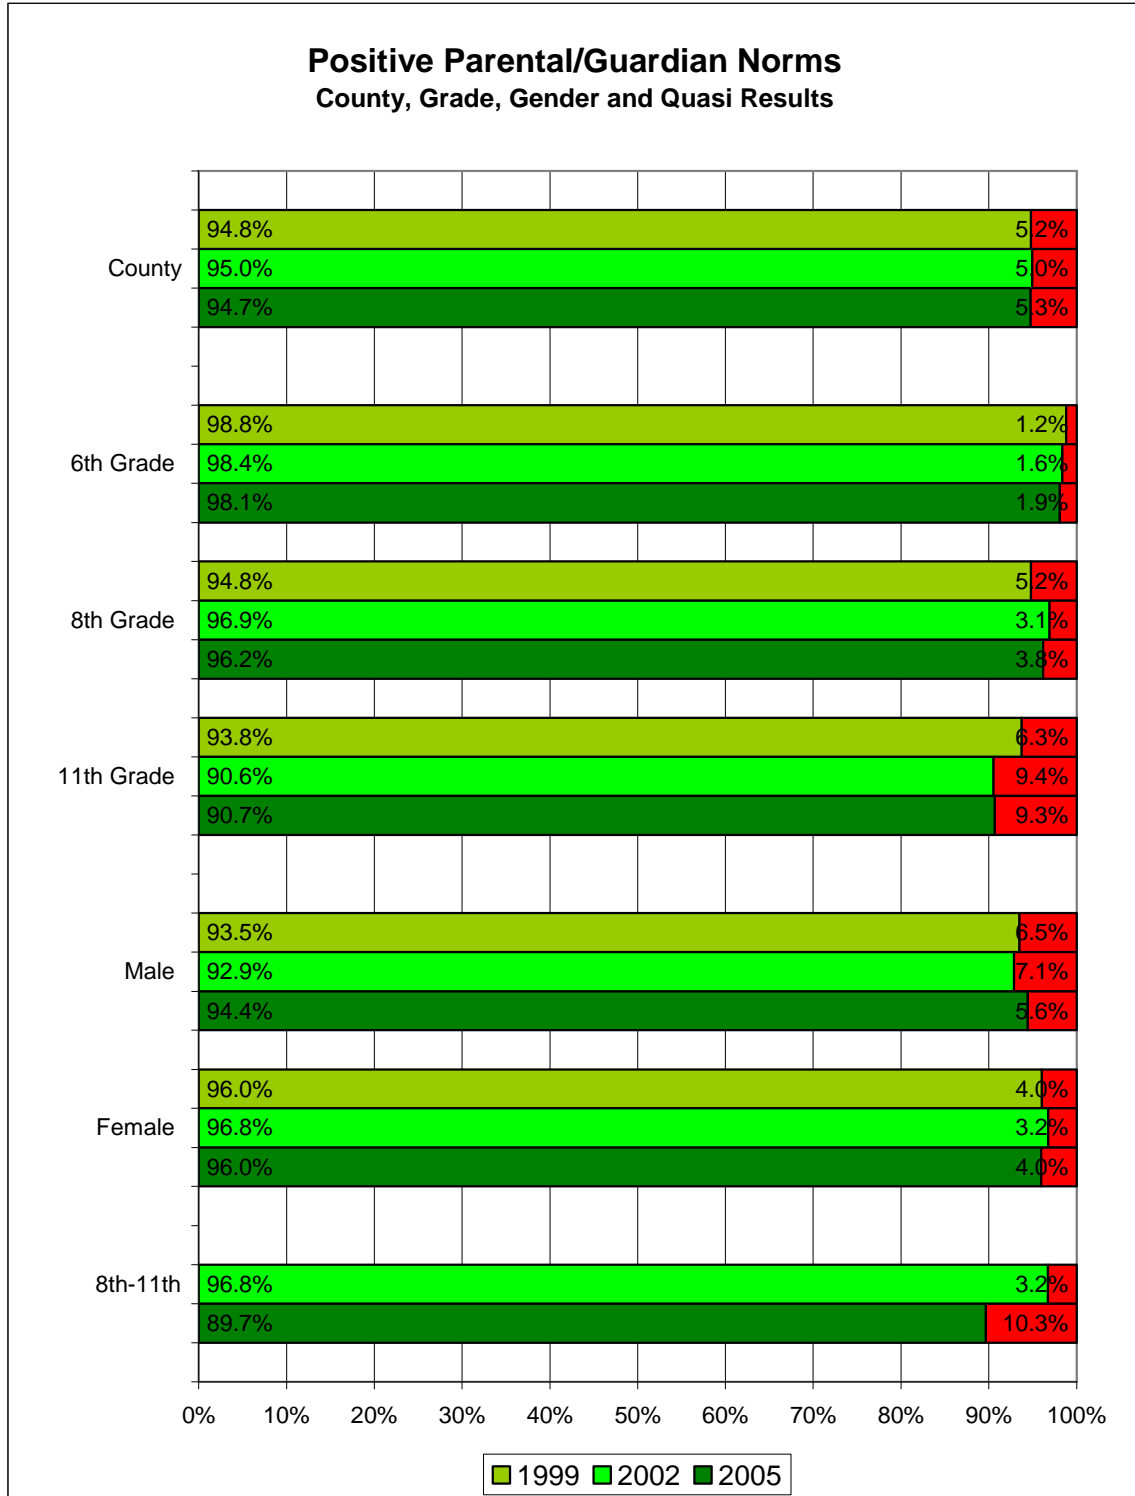 Positive Parental/Guardian Norms
County, Grade, Gender and Quasi Results
94.8% 5.2%
County 95.0% 5.0%
94.7% 5.3%
98.8% 1.2%
6th Grade 98.4% 1.6%
98.1% 1.9%
94.8% 5.2%
8th Grade 96.9% 3.1%
96.2% 3.8%
93.8% 6.3%
11th Grade 90.6% 9.4%
90.7% 9.3%
93.5% 6.5%
Male 92.9% 7.1%
94.4% 5.6%
96.0% 4.0%
Female 96.8% 3.2%
96.0% 4.0%
8th-11th 96.8% 3.2%
89.7% 10.3%
0% 10% 20% 30% 40% 50% 60% 70% 80% 90% 100%
1999 2002 2005